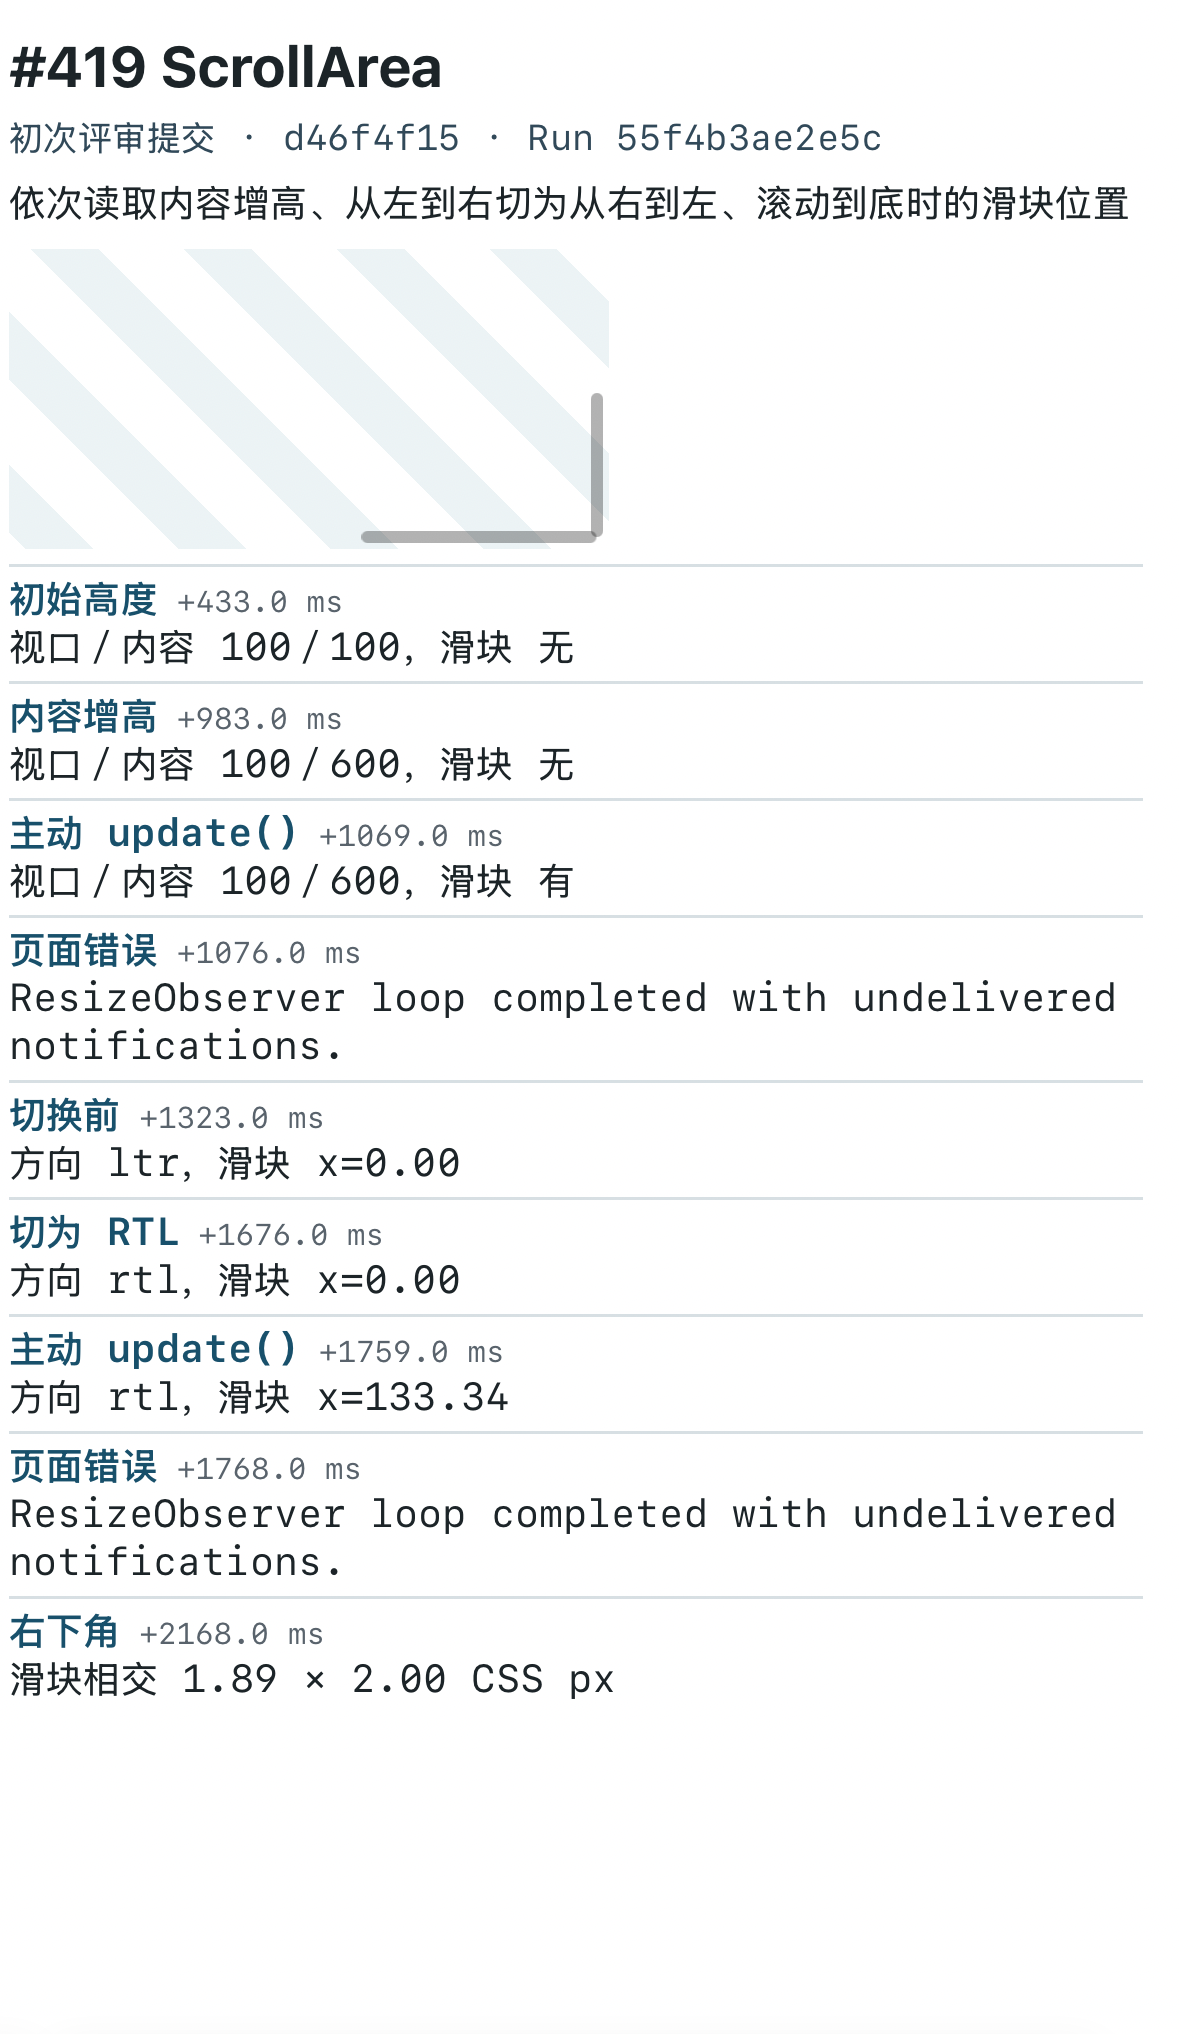 #419 ScrollArea
初次评审提交 · d46f4f15 · Run 55f4b3ae2e5c
依次读取内容增高、从左到右切为从右到左、滚动到底时的滑块位置
初始高度 +433.0 ms
视口 / 内容 100 / 100, 滑块 无
内容增高 +983.0 ms
视口 / 内容 100 / 600, 滑块 无
主动 update() +1069.0 ms
视口 / 内容 100 / 600, 滑块 有
页面错误 +1076.0 ms
ResizeObserver loop completed with undelivered
notifications.
切换前 +1323.0 ms
方向 ltr, 滑块 x=0.00
切为 RTL +1676.0 ms
方向 rtl, 滑块 x=0.00
主动 update() +1759.0 ms
方向 rtl, 滑块 x=133.34
页面错误 +1768.0 ms
ResizeObserver loop completed with undelivered
notifications.
右下角 +2168.0 ms
滑块相交 1.89 × 2.00 CSS px